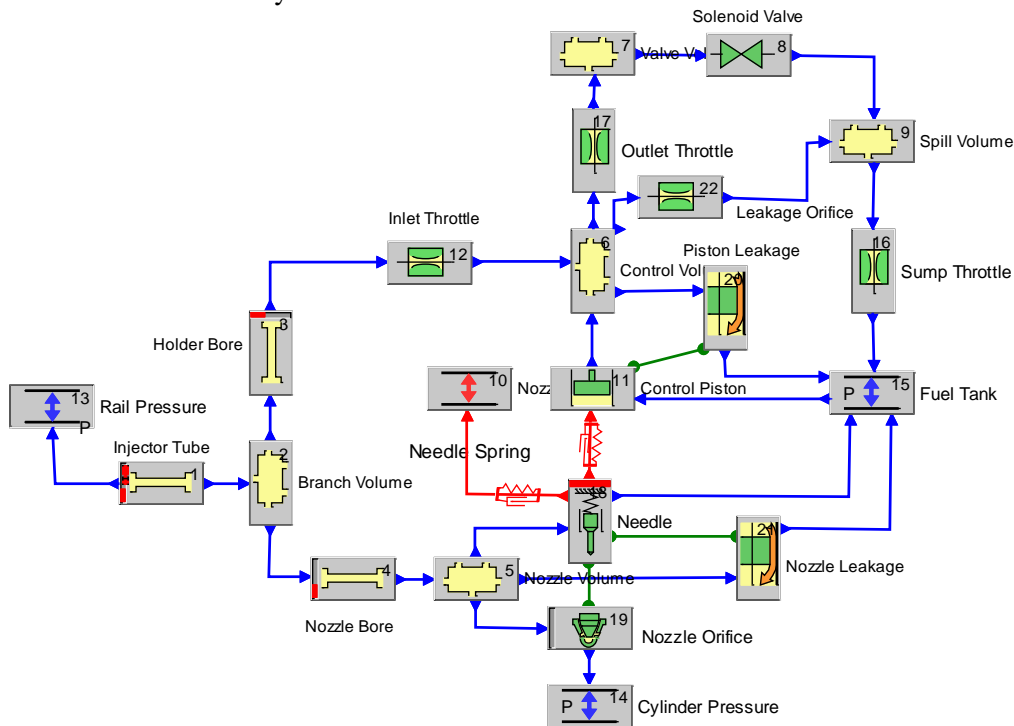 Solenoid Valve
7
Valve Vol
8
17
Outlet Throttle
9
Spill Volume
22
Leakage Orifice
Inlet Throttle
12
6
Control Volu
Piston Leakage
20
16
Sump Throttle
3
Holder Bore
13
Rail Pressure
P
10
Nozz
11
Control Piston
P
15
Fuel Tank
Injector Tube
1
2
Branch Volume
Needle Spring
18
Needle
21
Nozzle Leakage
4
Nozzle Bore
5
Nozzle Volume
19
Nozzle Orifice
P
14
Cylinder Pressure